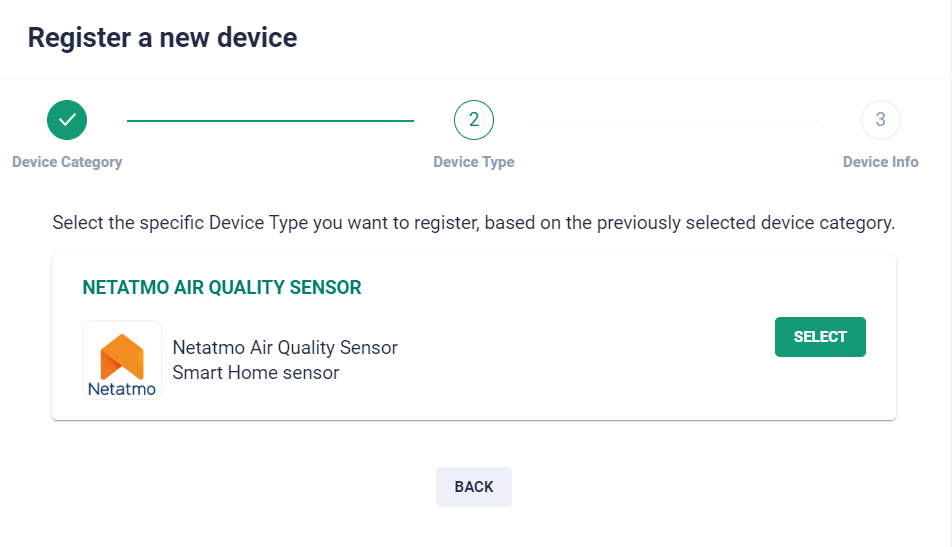 Register a new device
2
3
Device Category
Device Type
Device Info
Select the specific Device Type you want to register, based on the previously selected device category.
NETATMO AIR QUALITY SENSOR
Netatmo Air Quality Sensor
Smart Home sensor
Netatmo
SELECT
BACK